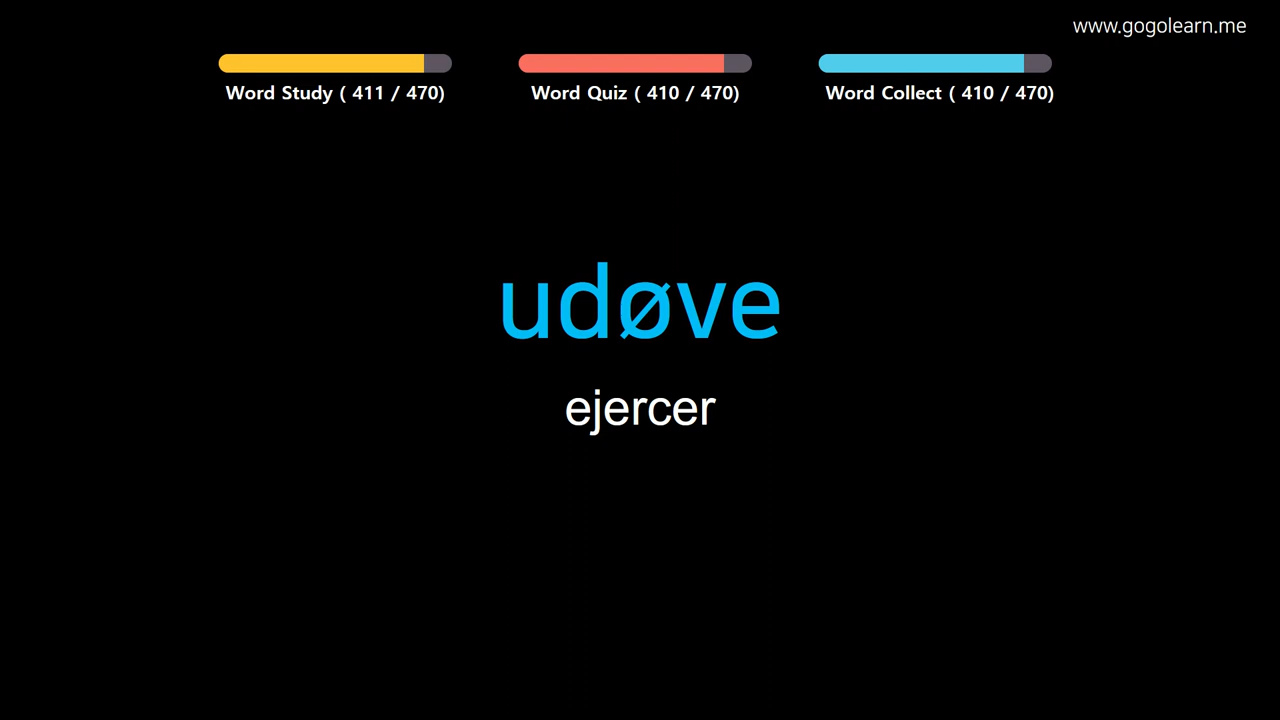 www.gogolearn.me
Word Study ( 411 / 470)
Word Quiz ( 410 / 470)
Word Collect ( 410 / 470)
udøve
ejercer